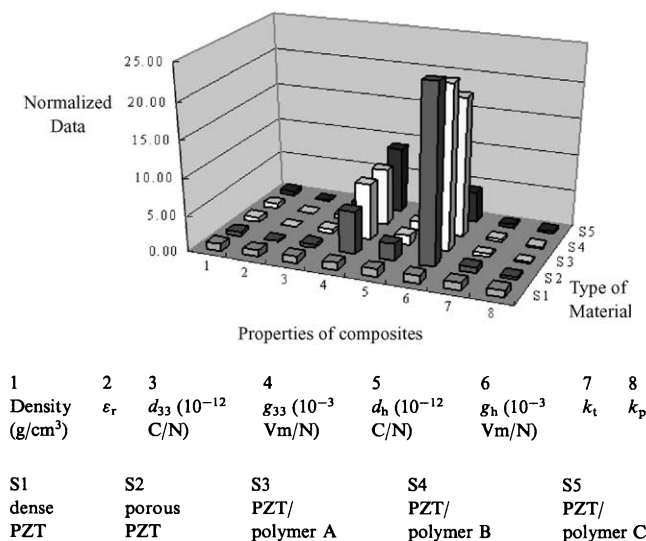 25.00
Normalized
Data
20.00
15.00
10.00
5.00
0.00
1 2 3 4 5 6 7 8
S1
S2
S3
S4
S5
Type of
Material
Properties of composites
1 2 3 4 5 6 7 8
Density εr d33 (10−12 g33 (10−3 dh (10−12 gh (10−3 kt kp
(g/cm3) C/N) Vm/N) C/N) Vm/N)
S1 S2 S3 S4 S5
dense porous PZT/ PZT/ PZT/
PZT PZT polymer A polymer B polymer C